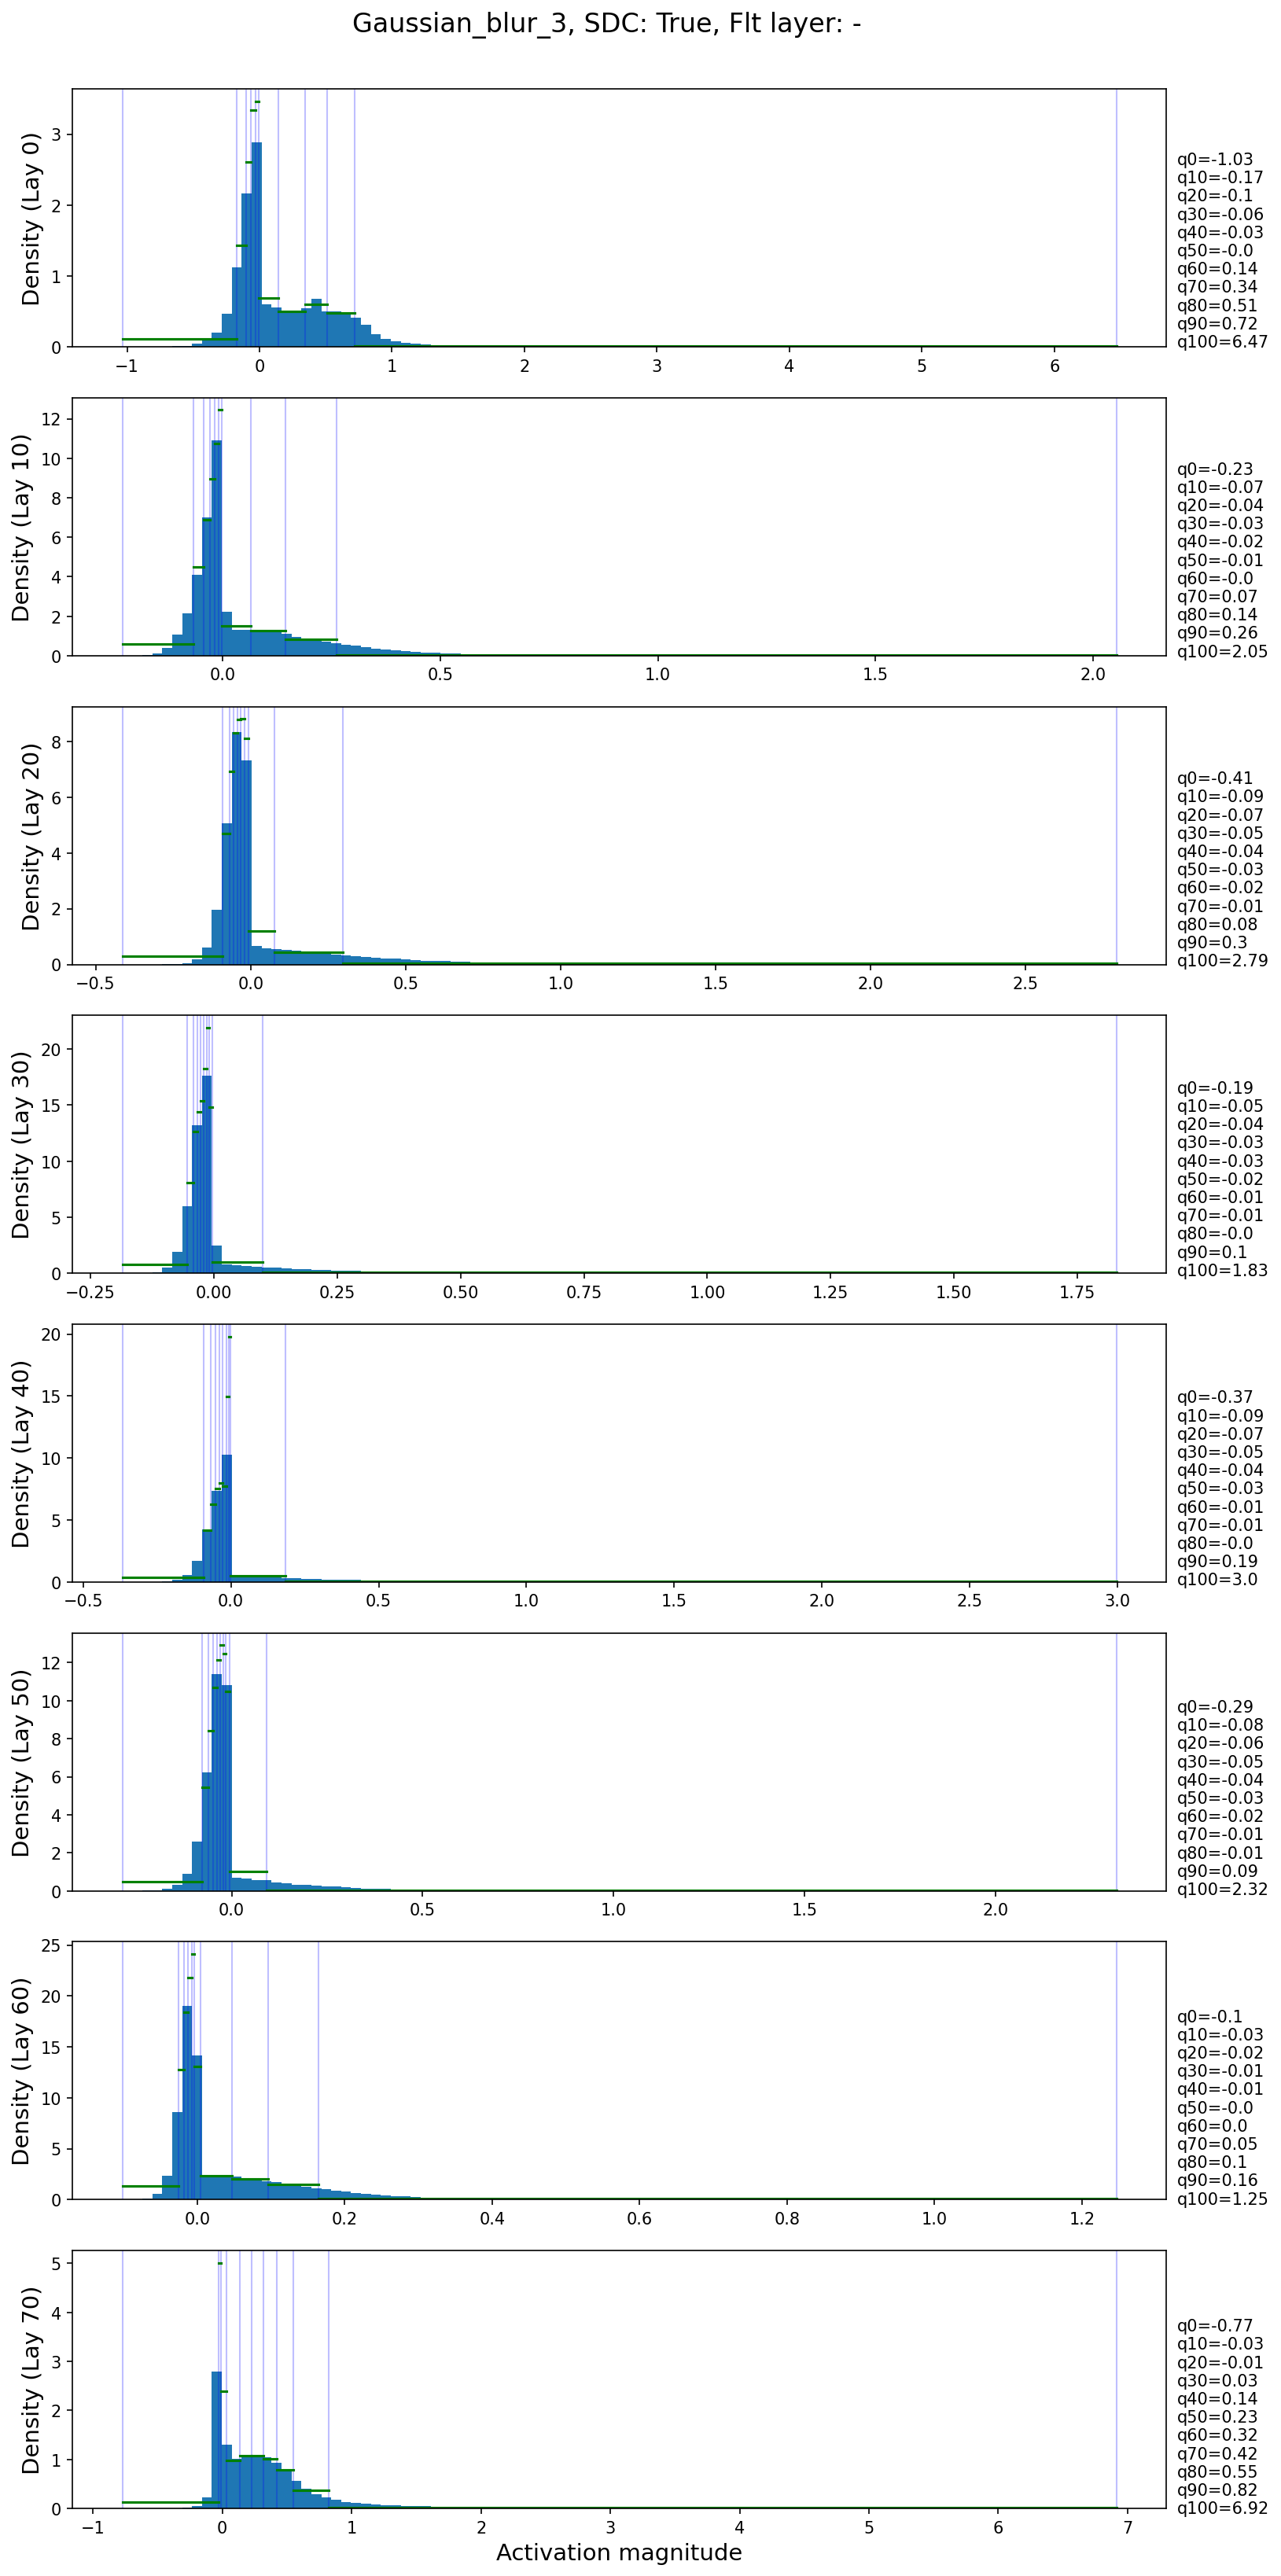 Gaussian_blur_3, SDC: True, Flt layer: -
Density (Lay 0)
3
2
1
0
−1 0 1 2 3 4 5 6
q0=-1.03
q10=-0.17
q20=-0.1
q30=-0.06
q40=-0.03
q50=-0.0
q60=0.14
q70=0.34
q80=0.51
q90=0.72
q100=6.47
Density (Lay 10)
12
10
8
6
4
2
0
0.0 0.5 1.0 1.5 2.0
q0=-0.23
q10=-0.07
q20=-0.04
q30=-0.03
q40=-0.02
q50=-0.01
q60=-0.0
q70=0.07
q80=0.14
q90=0.26
q100=2.05
Density (Lay 20)
8
6
4
2
0
−0.5 0.0 0.5 1.0 1.5 2.0 2.5
q0=-0.41
q10=-0.09
q20=-0.07
q30=-0.05
q40=-0.04
q50=-0.03
q60=-0.02
q70=-0.01
q80=0.08
q90=0.3
q100=2.79
Density (Lay 30)
20
15
10
5
0
−0.25 0.00 0.25 0.50 0.75 1.00 1.25 1.50 1.75
q0=-0.19
q10=-0.05
q20=-0.04
q30=-0.03
q40=-0.03
q50=-0.02
q60=-0.01
q70=-0.01
q80=-0.0
q90=0.1
q100=1.83
Density (Lay 40)
20
15
10
5
0
−0.5 0.0 0.5 1.0 1.5 2.0 2.5 3.0
q0=-0.37
q10=-0.09
q20=-0.07
q30=-0.05
q40=-0.04
q50=-0.03
q60=-0.01
q70=-0.01
q80=-0.0
q90=0.19
q100=3.0
Density (Lay 50)
12
10
8
6
4
2
0
0.0 0.5 1.0 1.5 2.0
q0=-0.29
q10=-0.08
q20=-0.06
q30=-0.05
q40=-0.04
q50=-0.03
q60=-0.02
q70=-0.01
q80=-0.01
q90=0.09
q100=2.32
Density (Lay 60)
25
20
15
10
5
0
0.0 0.2 0.4 0.6 0.8 1.0 1.2
q0=-0.1
q10=-0.03
q20=-0.02
q30=-0.01
q40=-0.01
q50=-0.0
q60=0.0
q70=0.05
q80=0.1
q90=0.16
q100=1.25
Density (Lay 70)
5
4
3
2
1
0
−1 0 1 2 3 4 5 6 7
q0=-0.77
q10=-0.03
q20=-0.01
q30=0.03
q40=0.14
q50=0.23
q60=0.32
q70=0.42
q80=0.55
q90=0.82
q100=6.92
Activation magnitude